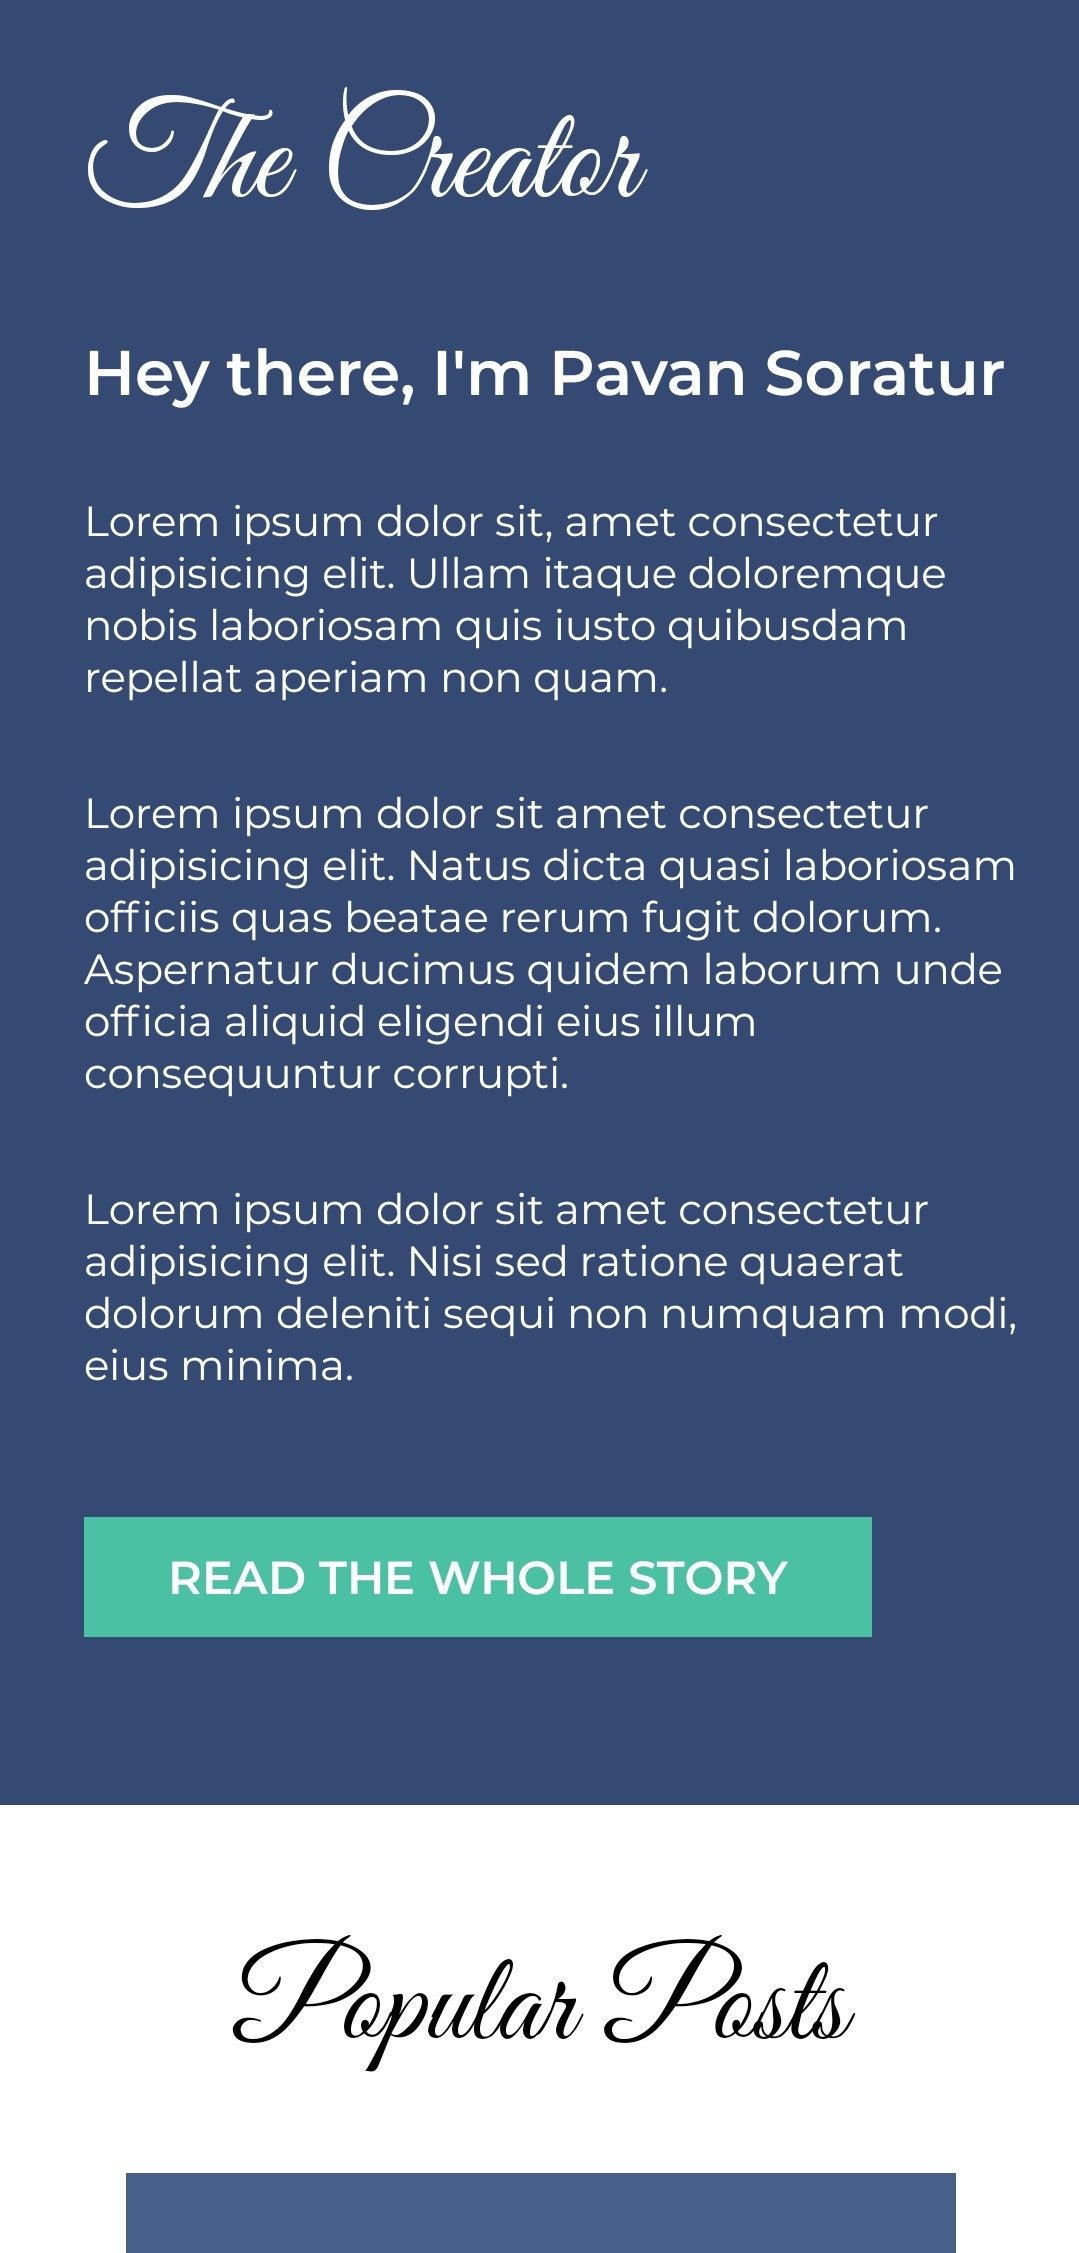 The Creator
Hey there, I'm Pavan Soratur
Lorem ipsum dolor sit, amet consectetur
adipisicing elit. Ullam itaque doloremque
nobis laboriosam quis iusto quibusdam
repellat aperiam non quam.
Lorem ipsum dolor sit amet consectetur
adipisicing elit. Natus dicta quasi laboriosam
officiis quas beatae rerum fugit dolorum.
Aspernatur ducimus quidem laborum unde
officia aliquid eligendi eius illum
consequuntur corrupti.
Lorem ipsum dolor sit amet consectetur
adipisicing elit. Nisi sed ratione quaerat
dolorum deleniti sequi non numquam modi,
eius minima.
READ THE WHOLE STORY
Popular Posts